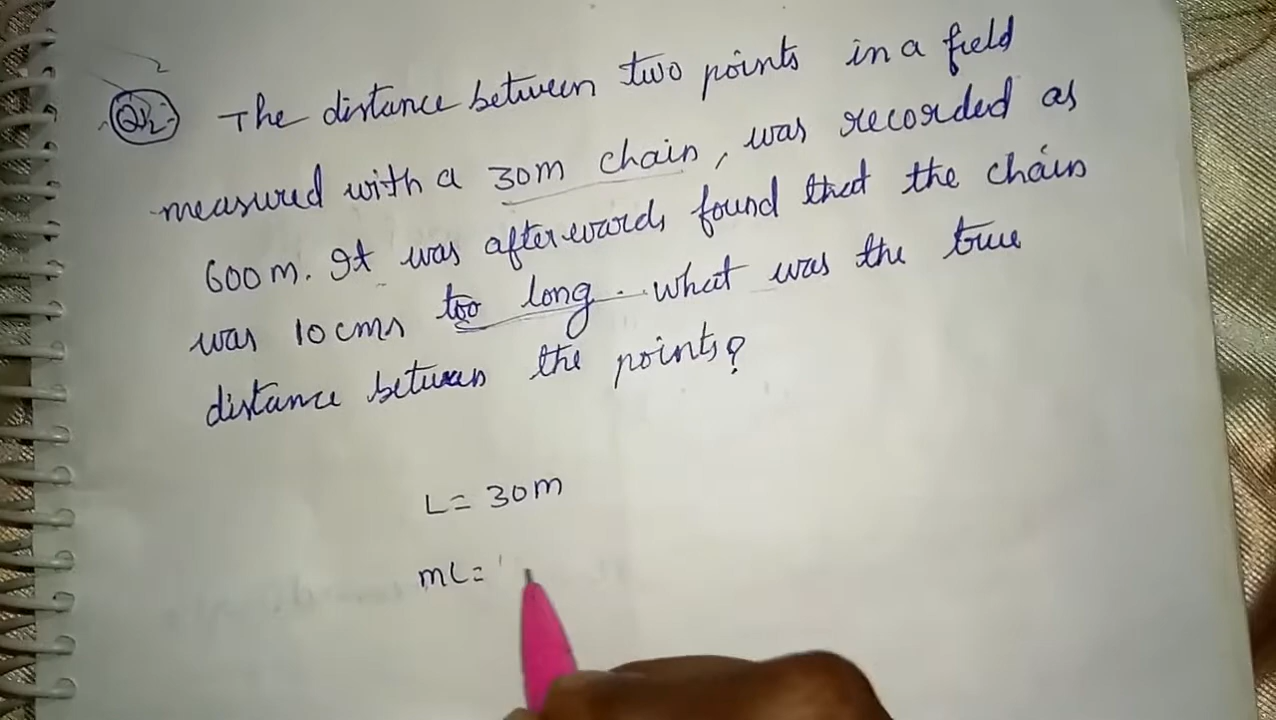 Q2 The distance between two points in a field
measured with a 30m chain, was recorded as
600m. It was afterwards found that the chain
was 10cms too long. what was the true
distance between the points?
L= 30m
ML=